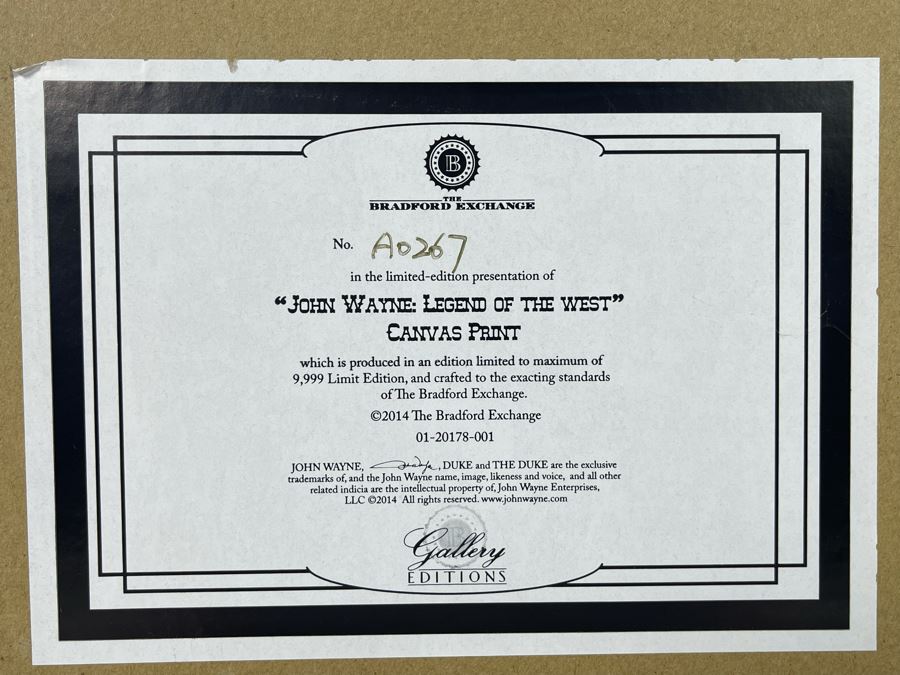 B
THE
BRADFORD EXCHANGE
No. A0267
in the limited-edition presentation of
“JOHN WAYNE: LEGEND OF THE WEST”
CANVAS PRINT
which is produced in an edition limited to maximum of
9,999 Limit Edition, and crafted to the exacting standards
of The Bradford Exchange.
©2014 The Bradford Exchange
01-20178-001
JOHN WAYNE, , DUKE and THE DUKE are the exclusive
trademarks of, and the John Wayne name, image, likeness and voice, and all other
related indicia are the intellectual property of, John Wayne Enterprises,
LLC ©2014 All rights reserved. www.johnwayne.com
B
Gallery
EDITIONS